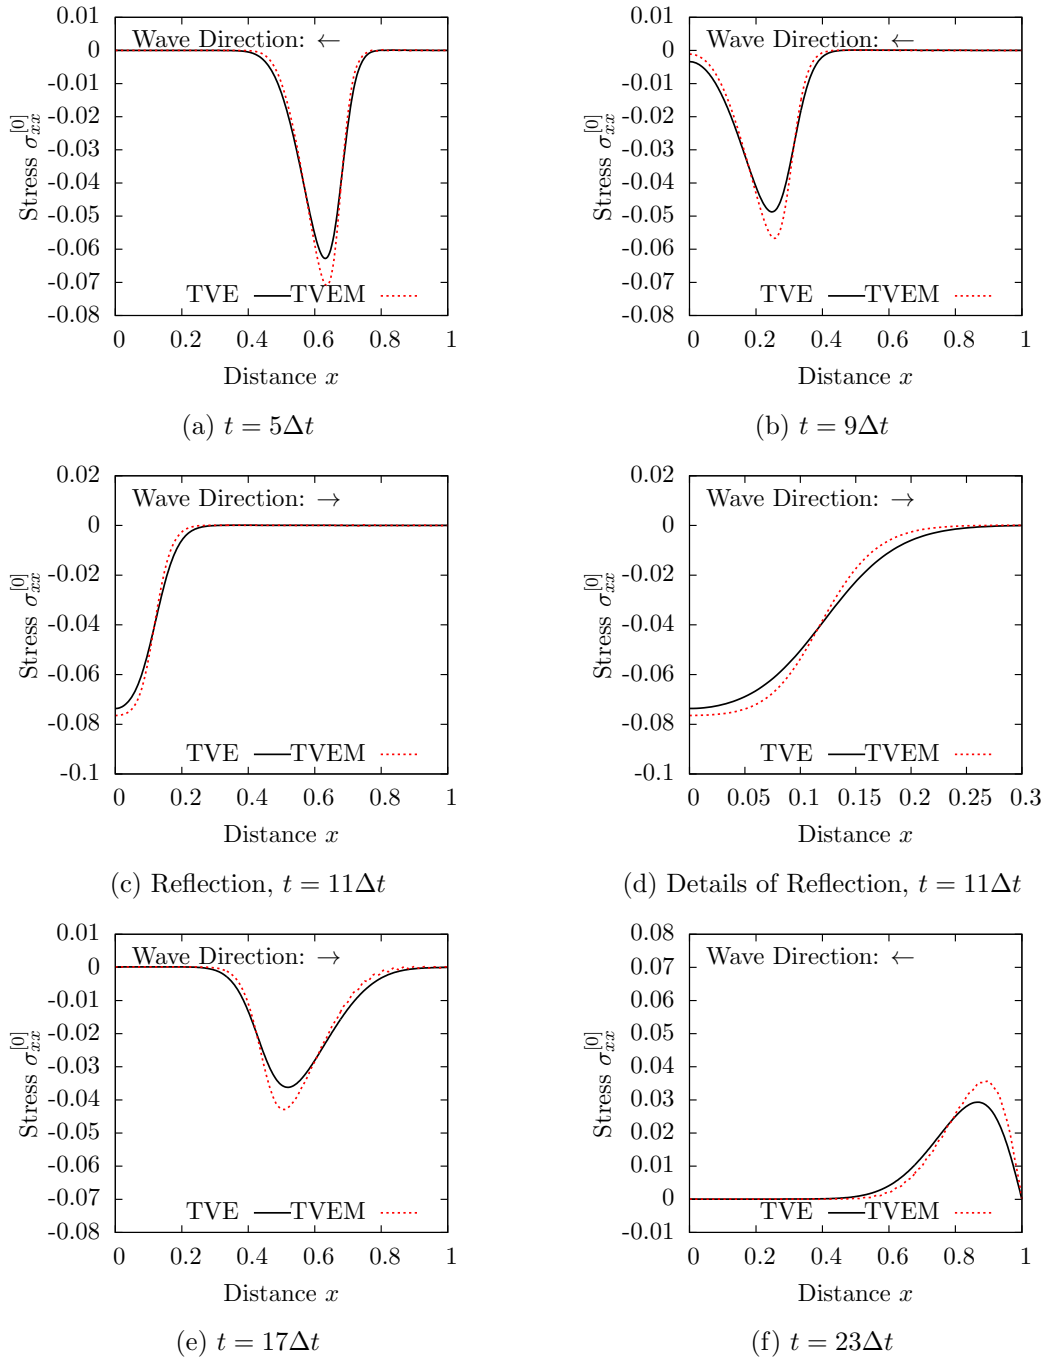 0.01
0
-0.01
-0.02
-0.03
-0.04
-0.05
-0.06
-0.07
-0.08
Stress σ_{xx}^{[0]}
Wave Direction: ←
TVE TVEM
0 0.2 0.4 0.6 0.8 1
Distance x
(a) t = 5Δt
0.01
0
-0.01
-0.02
-0.03
-0.04
-0.05
-0.06
-0.07
-0.08
Stress σ_{xx}^{[0]}
Wave Direction: ←
TVE TVEM
0 0.2 0.4 0.6 0.8 1
Distance x
(b) t = 9Δt
0.02
0
-0.02
-0.04
-0.06
-0.08
-0.1
Stress σ_{xx}^{[0]}
Wave Direction: →
TVE TVEM
0 0.2 0.4 0.6 0.8 1
Distance x
(c) Reflection, t = 11Δt
0.02
0
-0.02
-0.04
-0.06
-0.08
-0.1
Stress σ_{xx}^{[0]}
Wave Direction: →
TVE TVEM
0 0.05 0.1 0.15 0.2 0.25 0.3
Distance x
(d) Details of Reflection, t = 11Δt
0.01
0
-0.01
-0.02
-0.03
-0.04
-0.05
-0.06
-0.07
-0.08
Stress σ_{xx}^{[0]}
Wave Direction: →
TVE TVEM
0 0.2 0.4 0.6 0.8 1
Distance x
(e) t = 17Δt
0.08
0.07
0.06
0.05
0.04
0.03
0.02
0.01
0
-0.01
Stress σ_{xx}^{[0]}
Wave Direction: ←
TVE TVEM
0 0.2 0.4 0.6 0.8 1
Distance x
(f) t = 23Δt